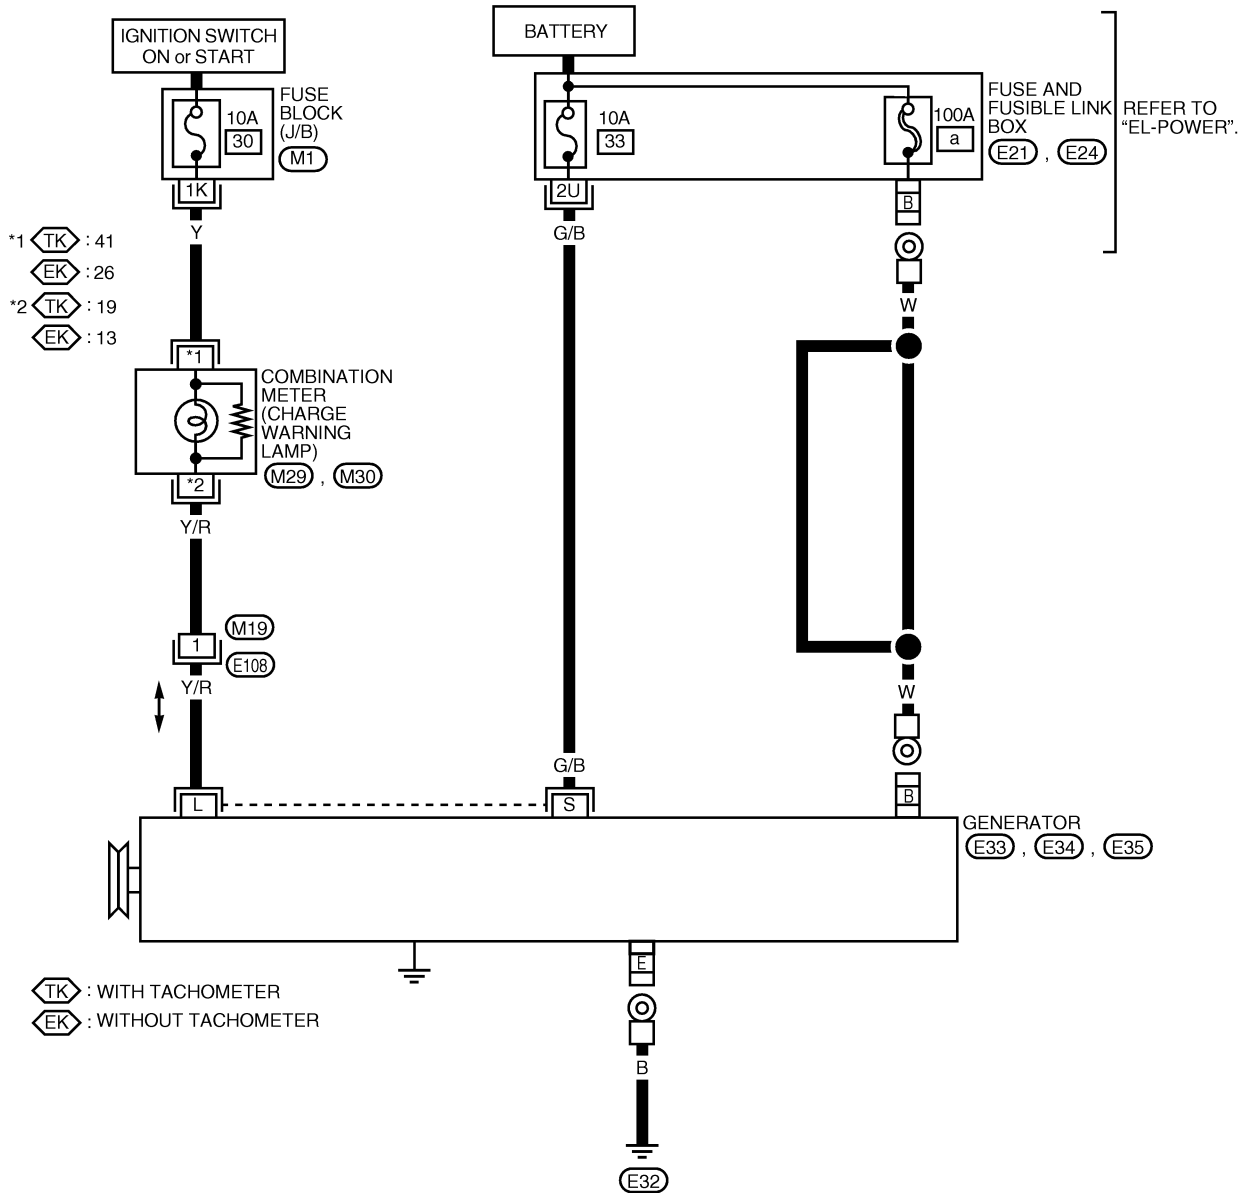 IGNITION SWITCH
ON or START
BATTERY
FUSE
BLOCK
(J/B)
M1
10A
30
10A
33
100A
a
FUSE AND
FUSIBLE LINK
BOX
E21 , E24
REFER TO
“EL-POWER”.
1K
2U
B
Y
G/B
*1 TK : 41
EK : 26
*2 TK : 19
EK : 13
W
*1
COMBINATION
METER
(CHARGE
WARNING
LAMP)
M29 , M30
*2
Y/R
M19
1
E108
Y/R
W
G/B
L
S
B
GENERATOR
E33 , E34 , E35
E
TK : WITH TACHOMETER
EK : WITHOUT TACHOMETER
B
E32